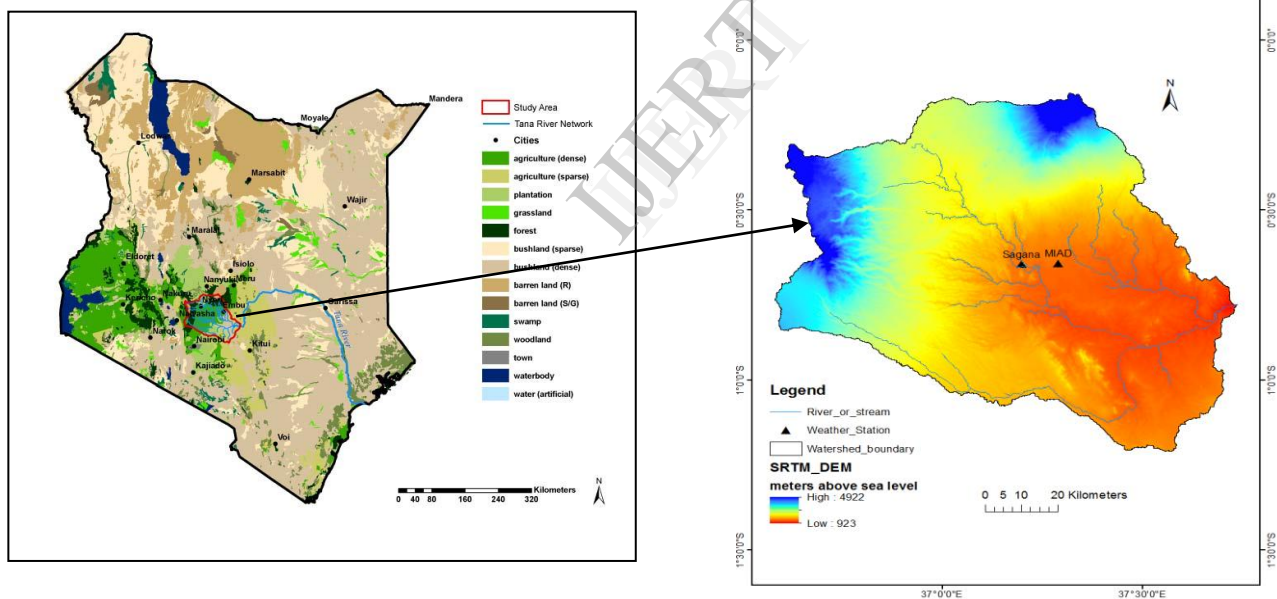 IJERT
Mandera
Moyale
Lodwar
Marsabit
Wajir
Maralal
Eldoret
Isiolo
Nanyuki
Meru
Kericho
Embu
Garissa
Narok
Nairobi
Kitui
Kajiado
Voi
Tana River
Study Area
Tana River Network
Cities
agriculture (dense)
agriculture (sparse)
plantation
grassland
forest
bushland (sparse)
bushland (dense)
barren land (R)
barren land (S/G)
swamp
woodland
town
waterbody
water (artificial)
Kilometers
0 40 80 160 240 320
N
N
0°0'0"
0°30'0"S
1°0'0"S
1°30'0"S
0°0'0"
0°30'0"S
1°0'0"S
1°30'0"S
Sagana MIAD
Legend
River_or_stream
Weather_Station
Watershed_boundary
SRTM_DEM
meters above sea level
High : 4922
Low : 923
0 5 10 20 Kilometers
37°0'0"E 37°30'0"E